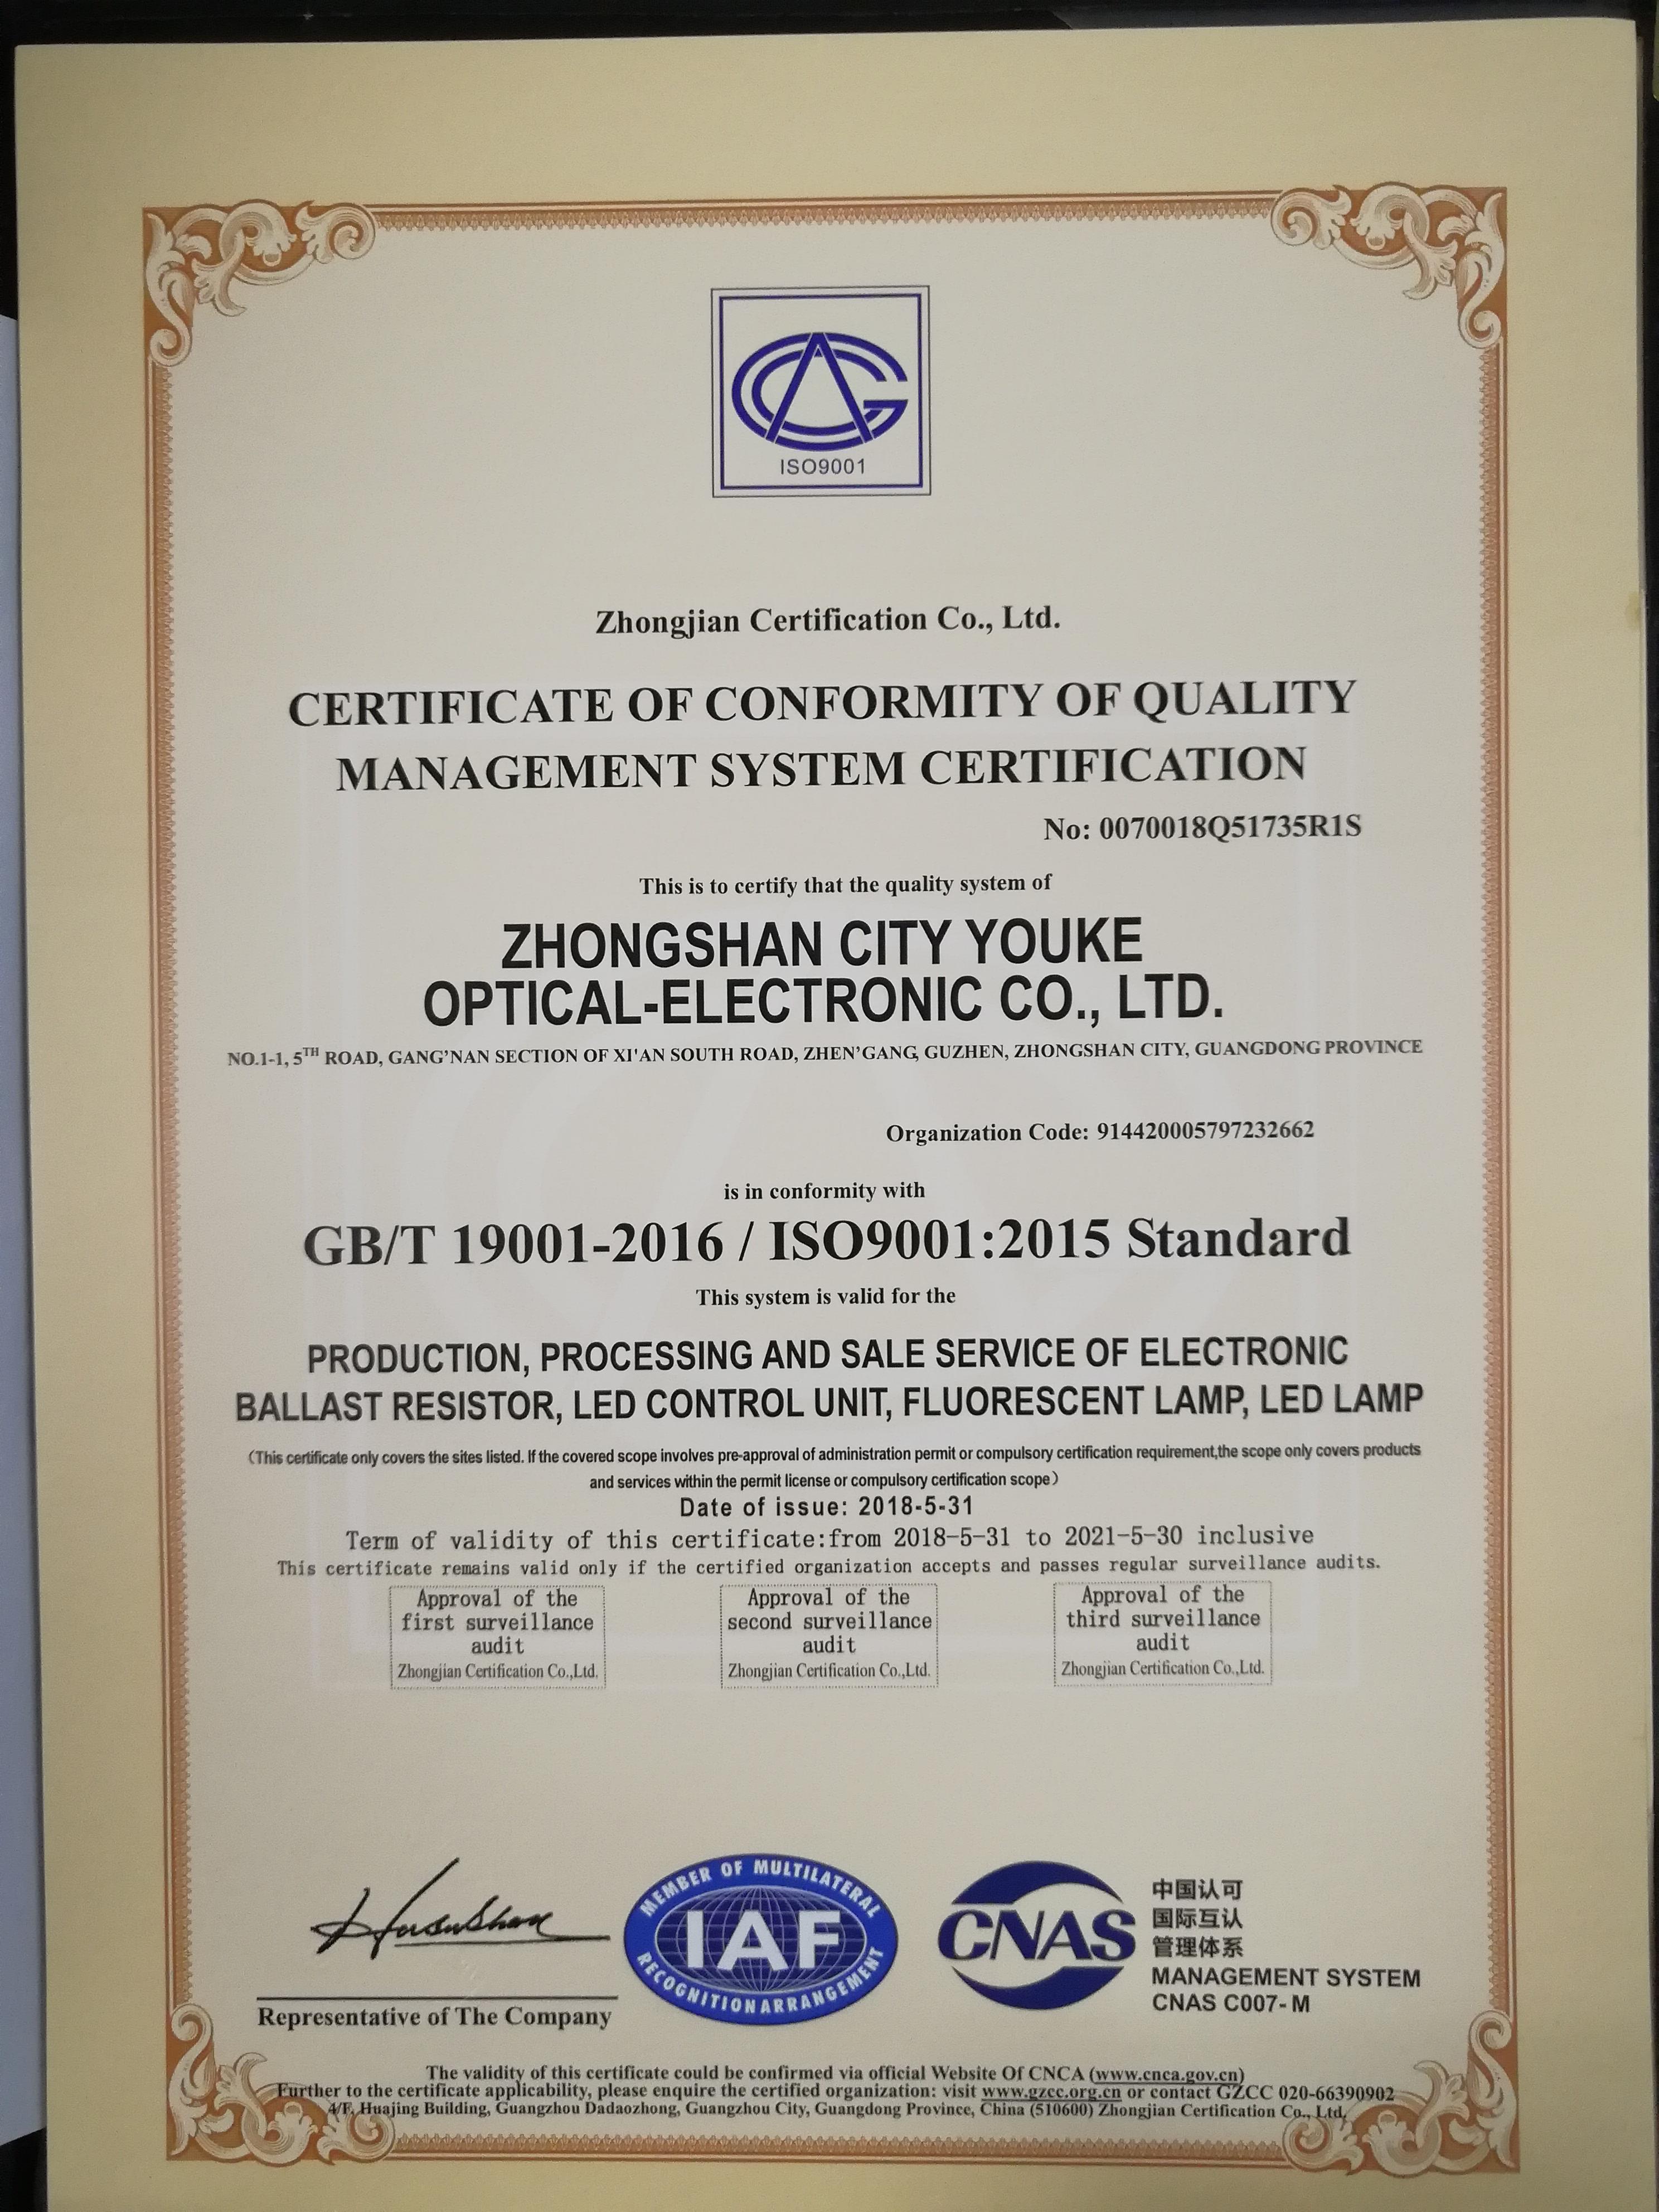 ISO9001
Zhongjian Certification Co., Ltd.
CERTIFICATE OF CONFORMITY OF QUALITY
MANAGEMENT SYSTEM CERTIFICATION
No: 0070018Q51735R1S
This is to certify that the quality system of
ZHONGSHAN CITY YOUKE
OPTICAL-ELECTRONIC CO., LTD.
NO.1-1, 5TH ROAD, GANG'NAN SECTION OF XI'AN SOUTH ROAD, ZHEN'GANG, GUZHEN, ZHONGSHAN CITY, GUANGDONG PROVINCE
Organization Code: 914420005797232662
is in conformity with
GB/T 19001-2016 / ISO9001:2015 Standard
This system is valid for the
PRODUCTION, PROCESSING AND SALE SERVICE OF ELECTRONIC
BALLAST RESISTOR, LED CONTROL UNIT, FLUORESCENT LAMP, LED LAMP
(This certificate only covers the sites listed. If the covered scope involves pre-approval of administration permit or compulsory certification requirement,the scope only covers products
and services within the permit license or compulsory certification scope)
Date of issue: 2018-5-31
Term of validity of this certificate:from 2018-5-31 to 2021-5-30 inclusive
This certificate remains valid only if the certified organization accepts and passes regular surveillance audits.
Approval of the
first surveillance
audit
Zhongjian Certification Co.,Ltd.
Approval of the
second surveillance
audit
Zhongjian Certification Co.,Ltd.
Approval of the
third surveillance
audit
Zhongjian Certification Co.,Ltd.
Representative of The Company
MEMBER OF MULTILATERAL
IAF
RECOGNITION ARRANGEMENT
CNAS
中国认可
国际互认
管理体系
MANAGEMENT SYSTEM
CNAS C007-M
The validity of this certificate could be confirmed via official Website Of CNCA (www.cnca.gov.cn)
Further to the certificate applicability, please enquire the certified organization: visit www.gzcc.org.cn or contact GZCC 020-66390902
4/F, Huajing Building, Guangzhou Dadaozhong, Guangzhou City, Guangdong Province, China (510600) Zhongjian Certification Co., Ltd.